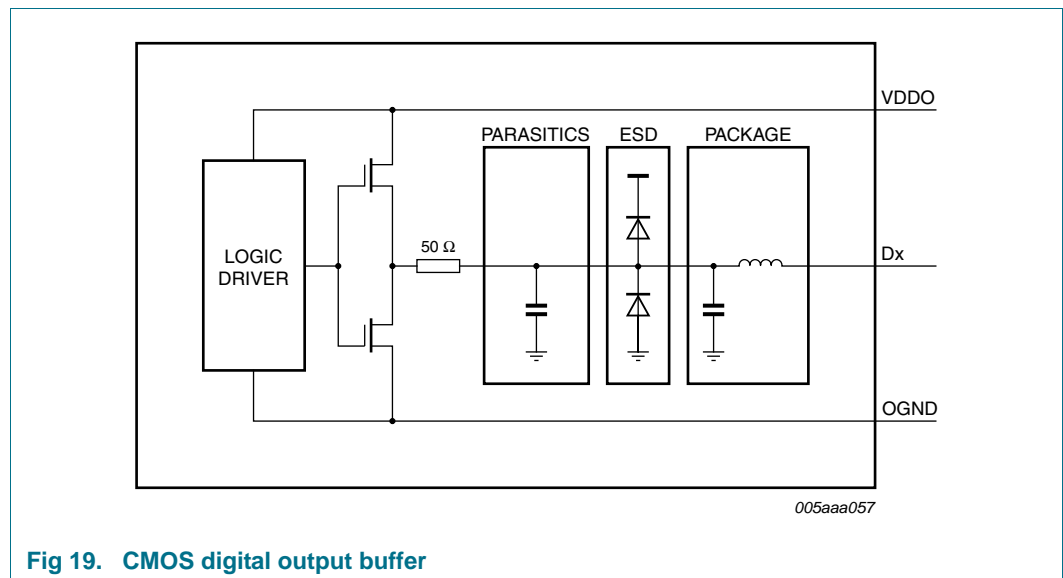 VDDO
PARASITICS ESD PACKAGE
LOGIC
DRIVER
50 Ω
Dx
OGND
005aaa057
Fig 19. CMOS digital output buffer